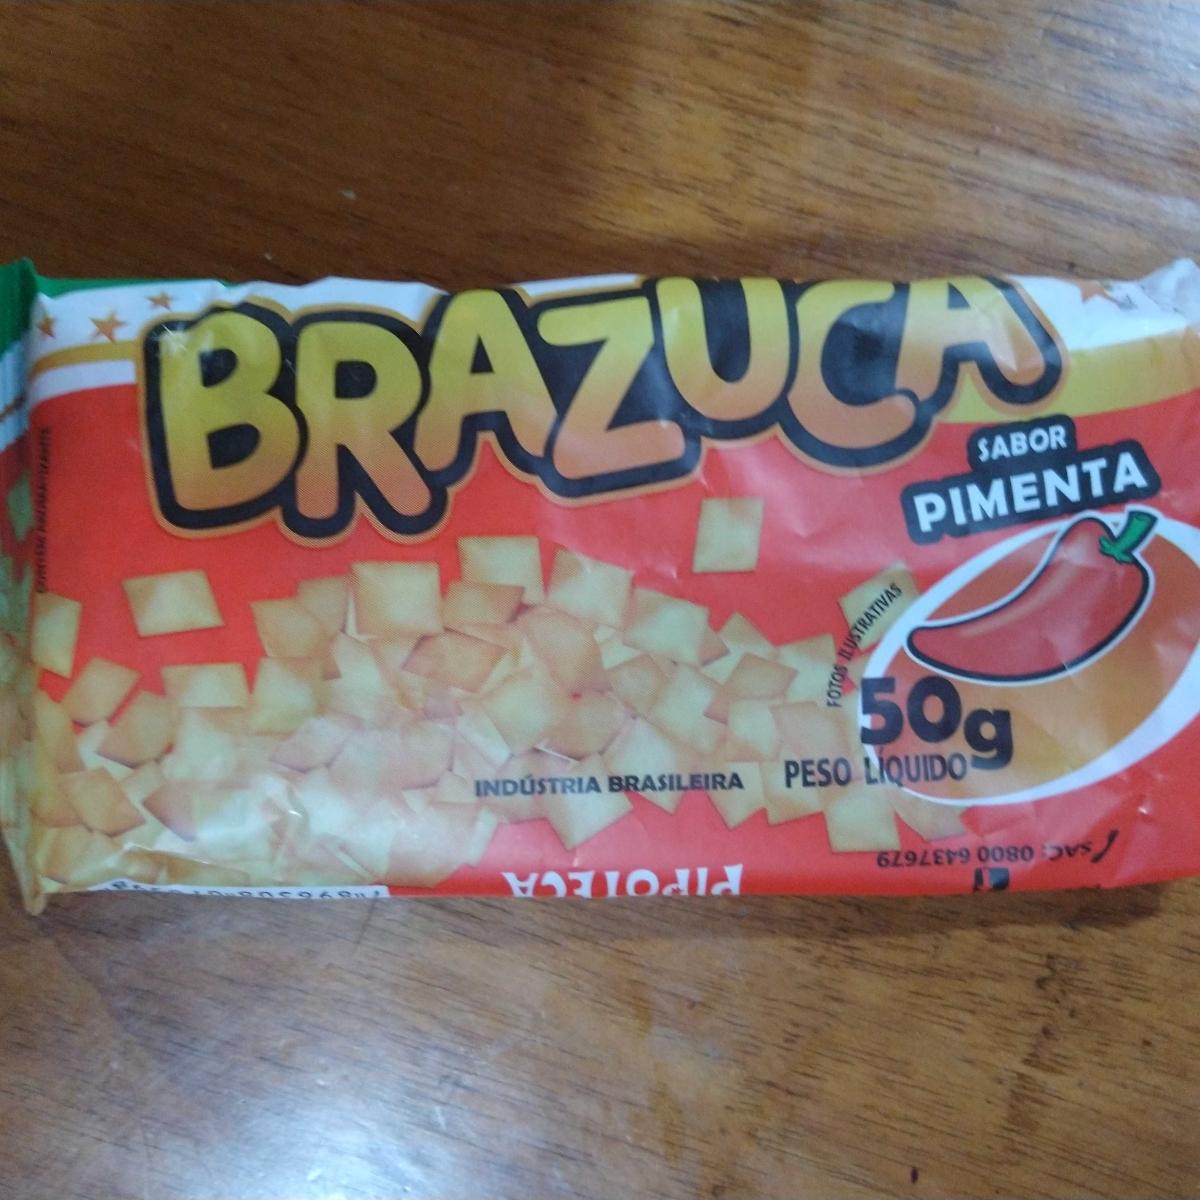 BRAZUCA
SABOR
PIMENTA
FOTOS ILUSTRATIVAS
50g
PESO LÍQUIDO
INDÚSTRIA BRASILEIRA
SAC: 0800 6437679
PIPOTECA